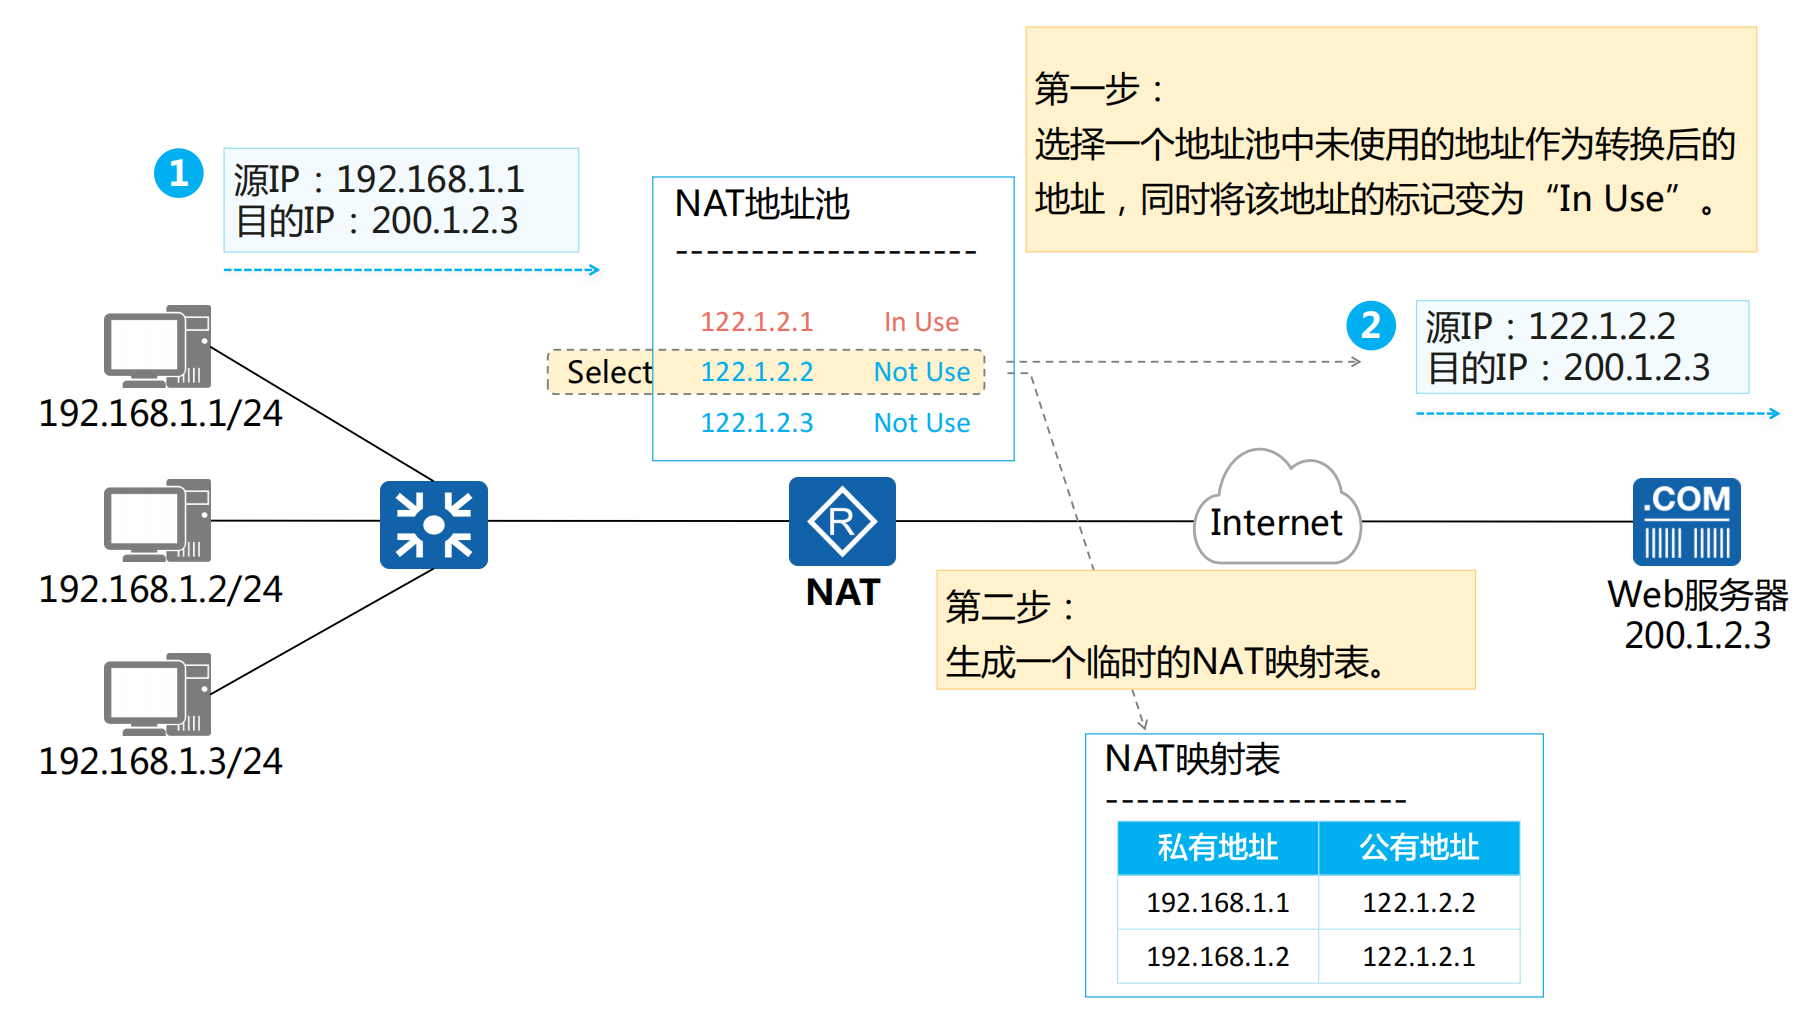 第一步：
选择一个地址池中未使用的地址作为转换后的
地址，同时将该地址的标记变为“In Use”。
1
源IP：192.168.1.1
目的IP：200.1.2.3
NAT地址池
--------------------
122.1.2.1 In Use
Select 122.1.2.2 Not Use
122.1.2.3 Not Use
2
源IP：122.1.2.2
目的IP：200.1.2.3
192.168.1.1/24
192.168.1.2/24
192.168.1.3/24
R
NAT
Internet
.COM
Web服务器
200.1.2.3
第二步：
生成一个临时的NAT映射表。
NAT映射表
--------------------
私有地址 公有地址
192.168.1.1 122.1.2.2
192.168.1.2 122.1.2.1